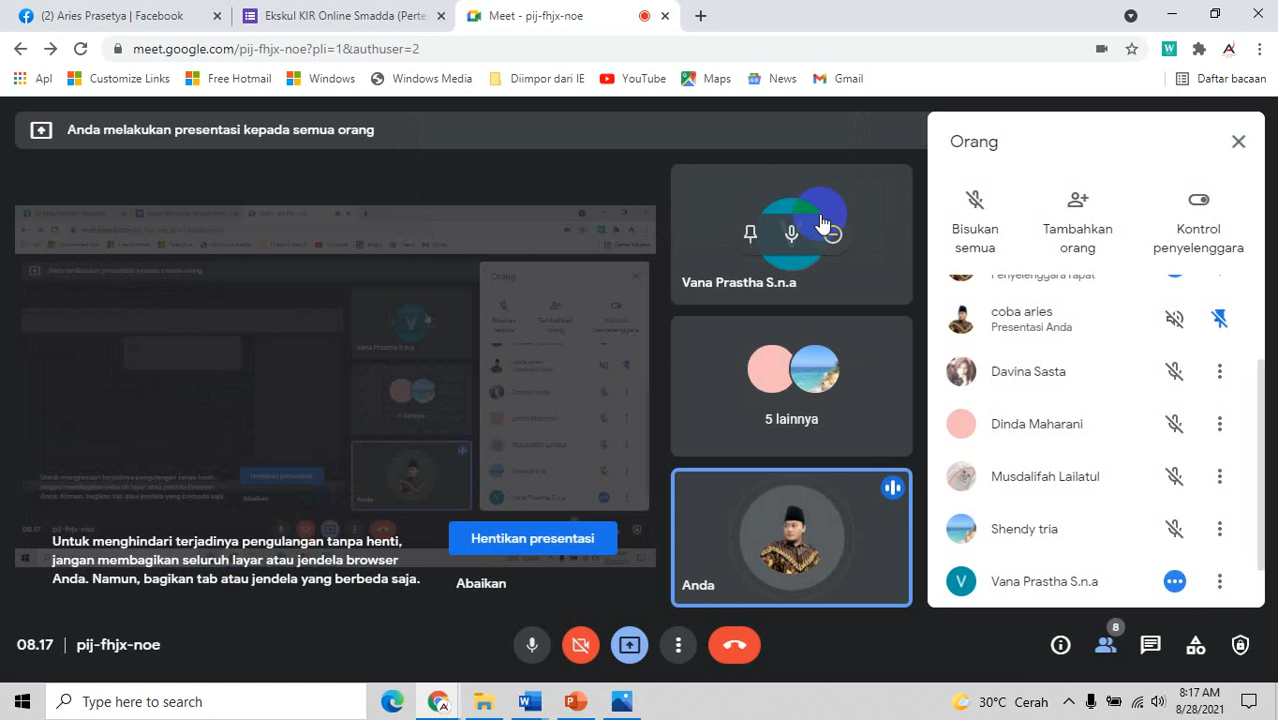 (2) Aries Prasetya | Facebook
Ekskul KIR Online Smadda (Perte
Meet - pij-fhjx-noe
meet.google.com/pij-fhjx-noe?pli=1&authuser=2
Apl
Customize Links
Free Hotmail
Windows
Windows Media
Diimpor dari IE
YouTube
Maps
News
Gmail
Daftar bacaan
Anda melakukan presentasi kepada semua orang
Vana Prastha S.n.a
5 lainnya
Anda
Untuk menghindari terjadinya pengulangan tanpa henti,
jangan membagikan seluruh layar atau jendela browser
Anda. Namun, bagikan tab atau jendela yang berbeda saja.
Hentikan presentasi
Abaikan
Orang
Bisukan
semua
Tambahkan
orang
Kontrol
penyelenggara
Penyelenggara rapat
coba aries
Presentasi Anda
Davina Sasta
Dinda Maharani
Musdalifah Lailatul
Shendy tria
V
Vana Prastha S.n.a
08.17 | pij-fhjx-noe
8
Type here to search
30°C Cerah
8:17 AM
8/28/2021